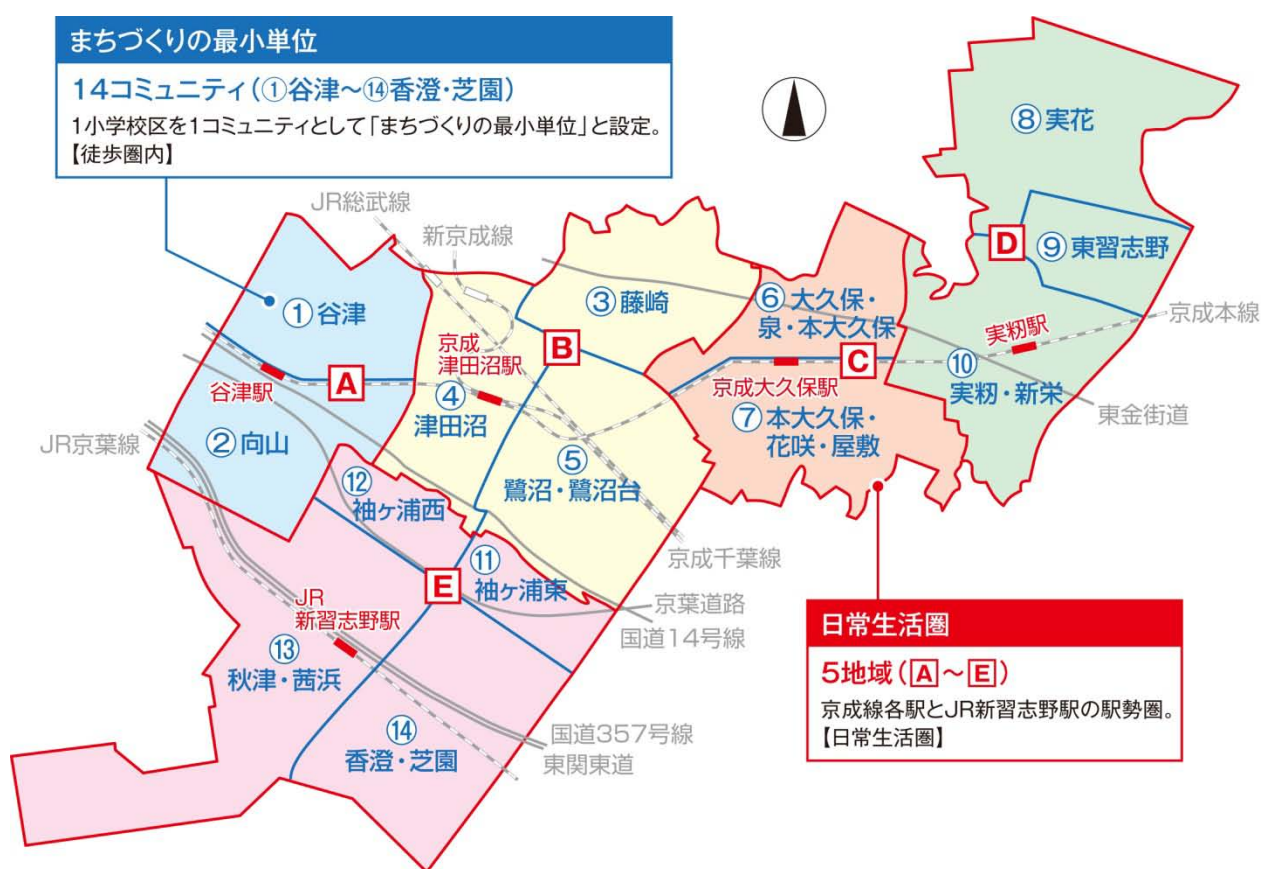 まちづくりの最小単位
14コミュニティ(①谷津～⑭香澄・芝園)
1小学校区を1コミュニティとして「まちづくりの最小単位」と設定。
【徒歩圏内】
⑧実花
JR総武線
新京成線
D
⑨東習志野
③藤崎
⑥大久保・
泉・本大久保
①谷津
京成本線
実籾駅
京成
津田沼駅
B
⑩
実籾・新栄
A
谷津駅
④
津田沼
C
京成大久保駅
東金街道
⑦本大久保・
花咲・屋敷
②向山
JR京葉線
⑤
鷺沼・鷺沼台
⑫
袖ケ浦西
⑪
袖ケ浦東
京成千葉線
E
京葉道路
国道14号線
JR
新習志野駅
⑬
秋津・茜浜
日常生活圏
5地域(A～E)
京成線各駅とJR新習志野駅の駅勢圏。
【日常生活圏】
国道357号線
東関東道
⑭
香澄・芝園